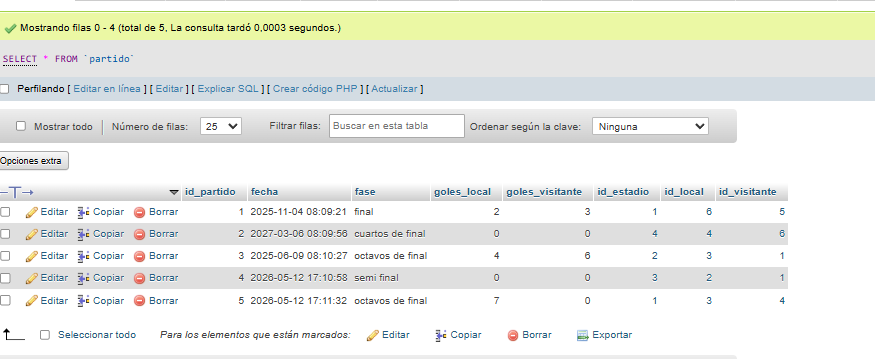 Mostrando filas 0 - 4 (total de 5, La consulta tardó 0,0003 segundos.)
SELECT * FROM `partido`
Perfilando [ Editar en línea ] [ Editar ] [ Explicar SQL ] [ Crear código PHP ] [ Actualizar ]
Mostrar todo Número de filas: 25 Filtrar filas: Buscar en esta tabla Ordenar según la clave: Ninguna
Opciones extra
id_partido fecha fase goles_local goles_visitante id_estadio id_local id_visitante
Editar Copiar Borrar 1 2025-11-04 08:09:21 final 2 3 1 6 5
Editar Copiar Borrar 2 2027-03-06 08:09:56 cuartos de final 0 0 4 4 6
Editar Copiar Borrar 3 2025-06-09 08:10:27 octavos de final 4 6 2 3 1
Editar Copiar Borrar 4 2026-05-12 17:10:58 semi final 0 0 3 2 1
Editar Copiar Borrar 5 2026-05-12 17:11:32 octavos de final 7 0 1 3 4
Seleccionar todo Para los elementos que están marcados: Editar Copiar Borrar Exportar